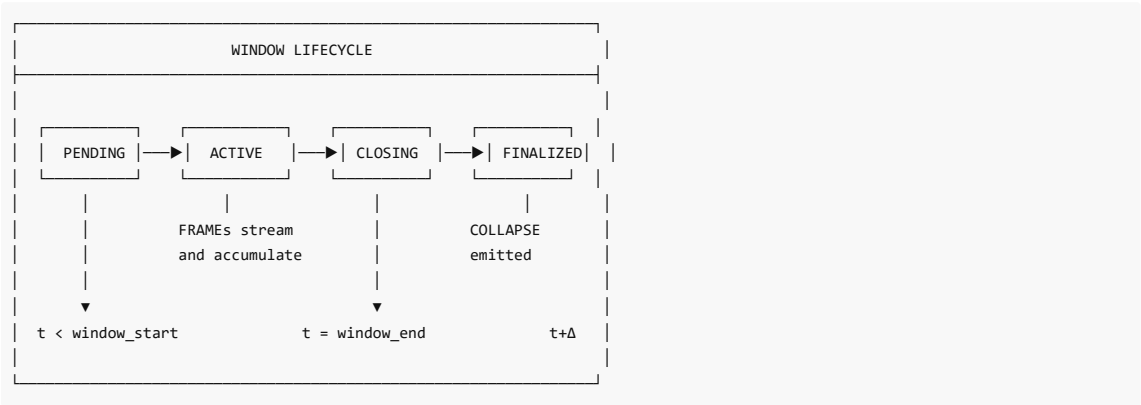 WINDOW LIFECYCLE
PENDING ACTIVE CLOSING FINALIZED
FRAMEs stream COLLAPSE
and accumulate emitted
t < window_start t = window_end t+Δ